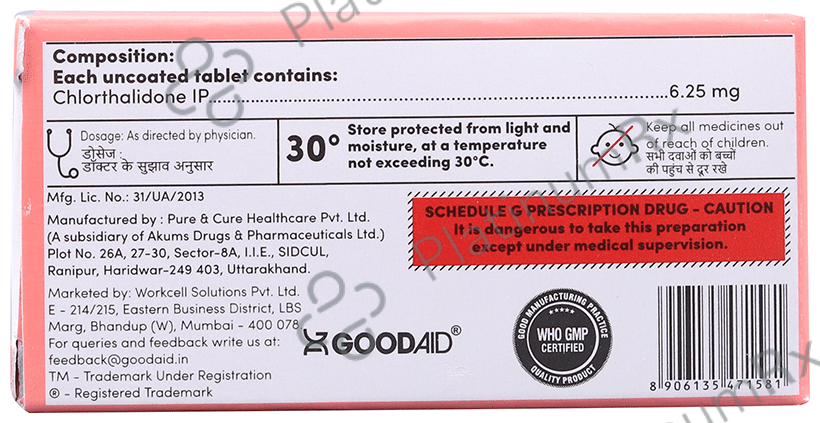 Composition:
Each uncoated tablet contains:
Chlorthalidone IP.......................................................................................6.25 mg
Dosage: As directed by physician.
डोसेज :
डॉक्टर के सुझाव अनुसार
30°
Store protected from light and
moisture, at a temperature
not exceeding 30°C.
Keep all medicines out
of reach of children.
सभी दवाओं को बच्चों
की पहुंच से दूर रखे
Mfg. Lic. No.: 31/UA/2013
Manufactured by : Pure & Cure Healthcare Pvt. Ltd.
(A subsidiary of Akums Drugs & Pharmaceuticals Ltd.)
Plot No. 26A, 27-30, Sector-8A, I.I.E., SIDCUL,
Ranipur, Haridwar-249 403, Uttarakhand.
SCHEDULE G PRESCRIPTION DRUG - CAUTION
It is dangerous to take this preparation
except under medical supervision.
Marketed by: Workcell Solutions Pvt. Ltd.
E - 214/215, Eastern Business District, LBS
Marg, Bhandup (W), Mumbai - 400 078
For queries and feedback write us at:
feedback@goodaid.in
TM - Trademark Under Registration
® - Registered Trademark
GOODAID®
GOOD MANUFACTURING PRACTICE
WHO GMP
CERTIFIED
QUALITY PRODUCT
8 906135 471581
PlatinumRx
PlatinumRx
PlatinumRx